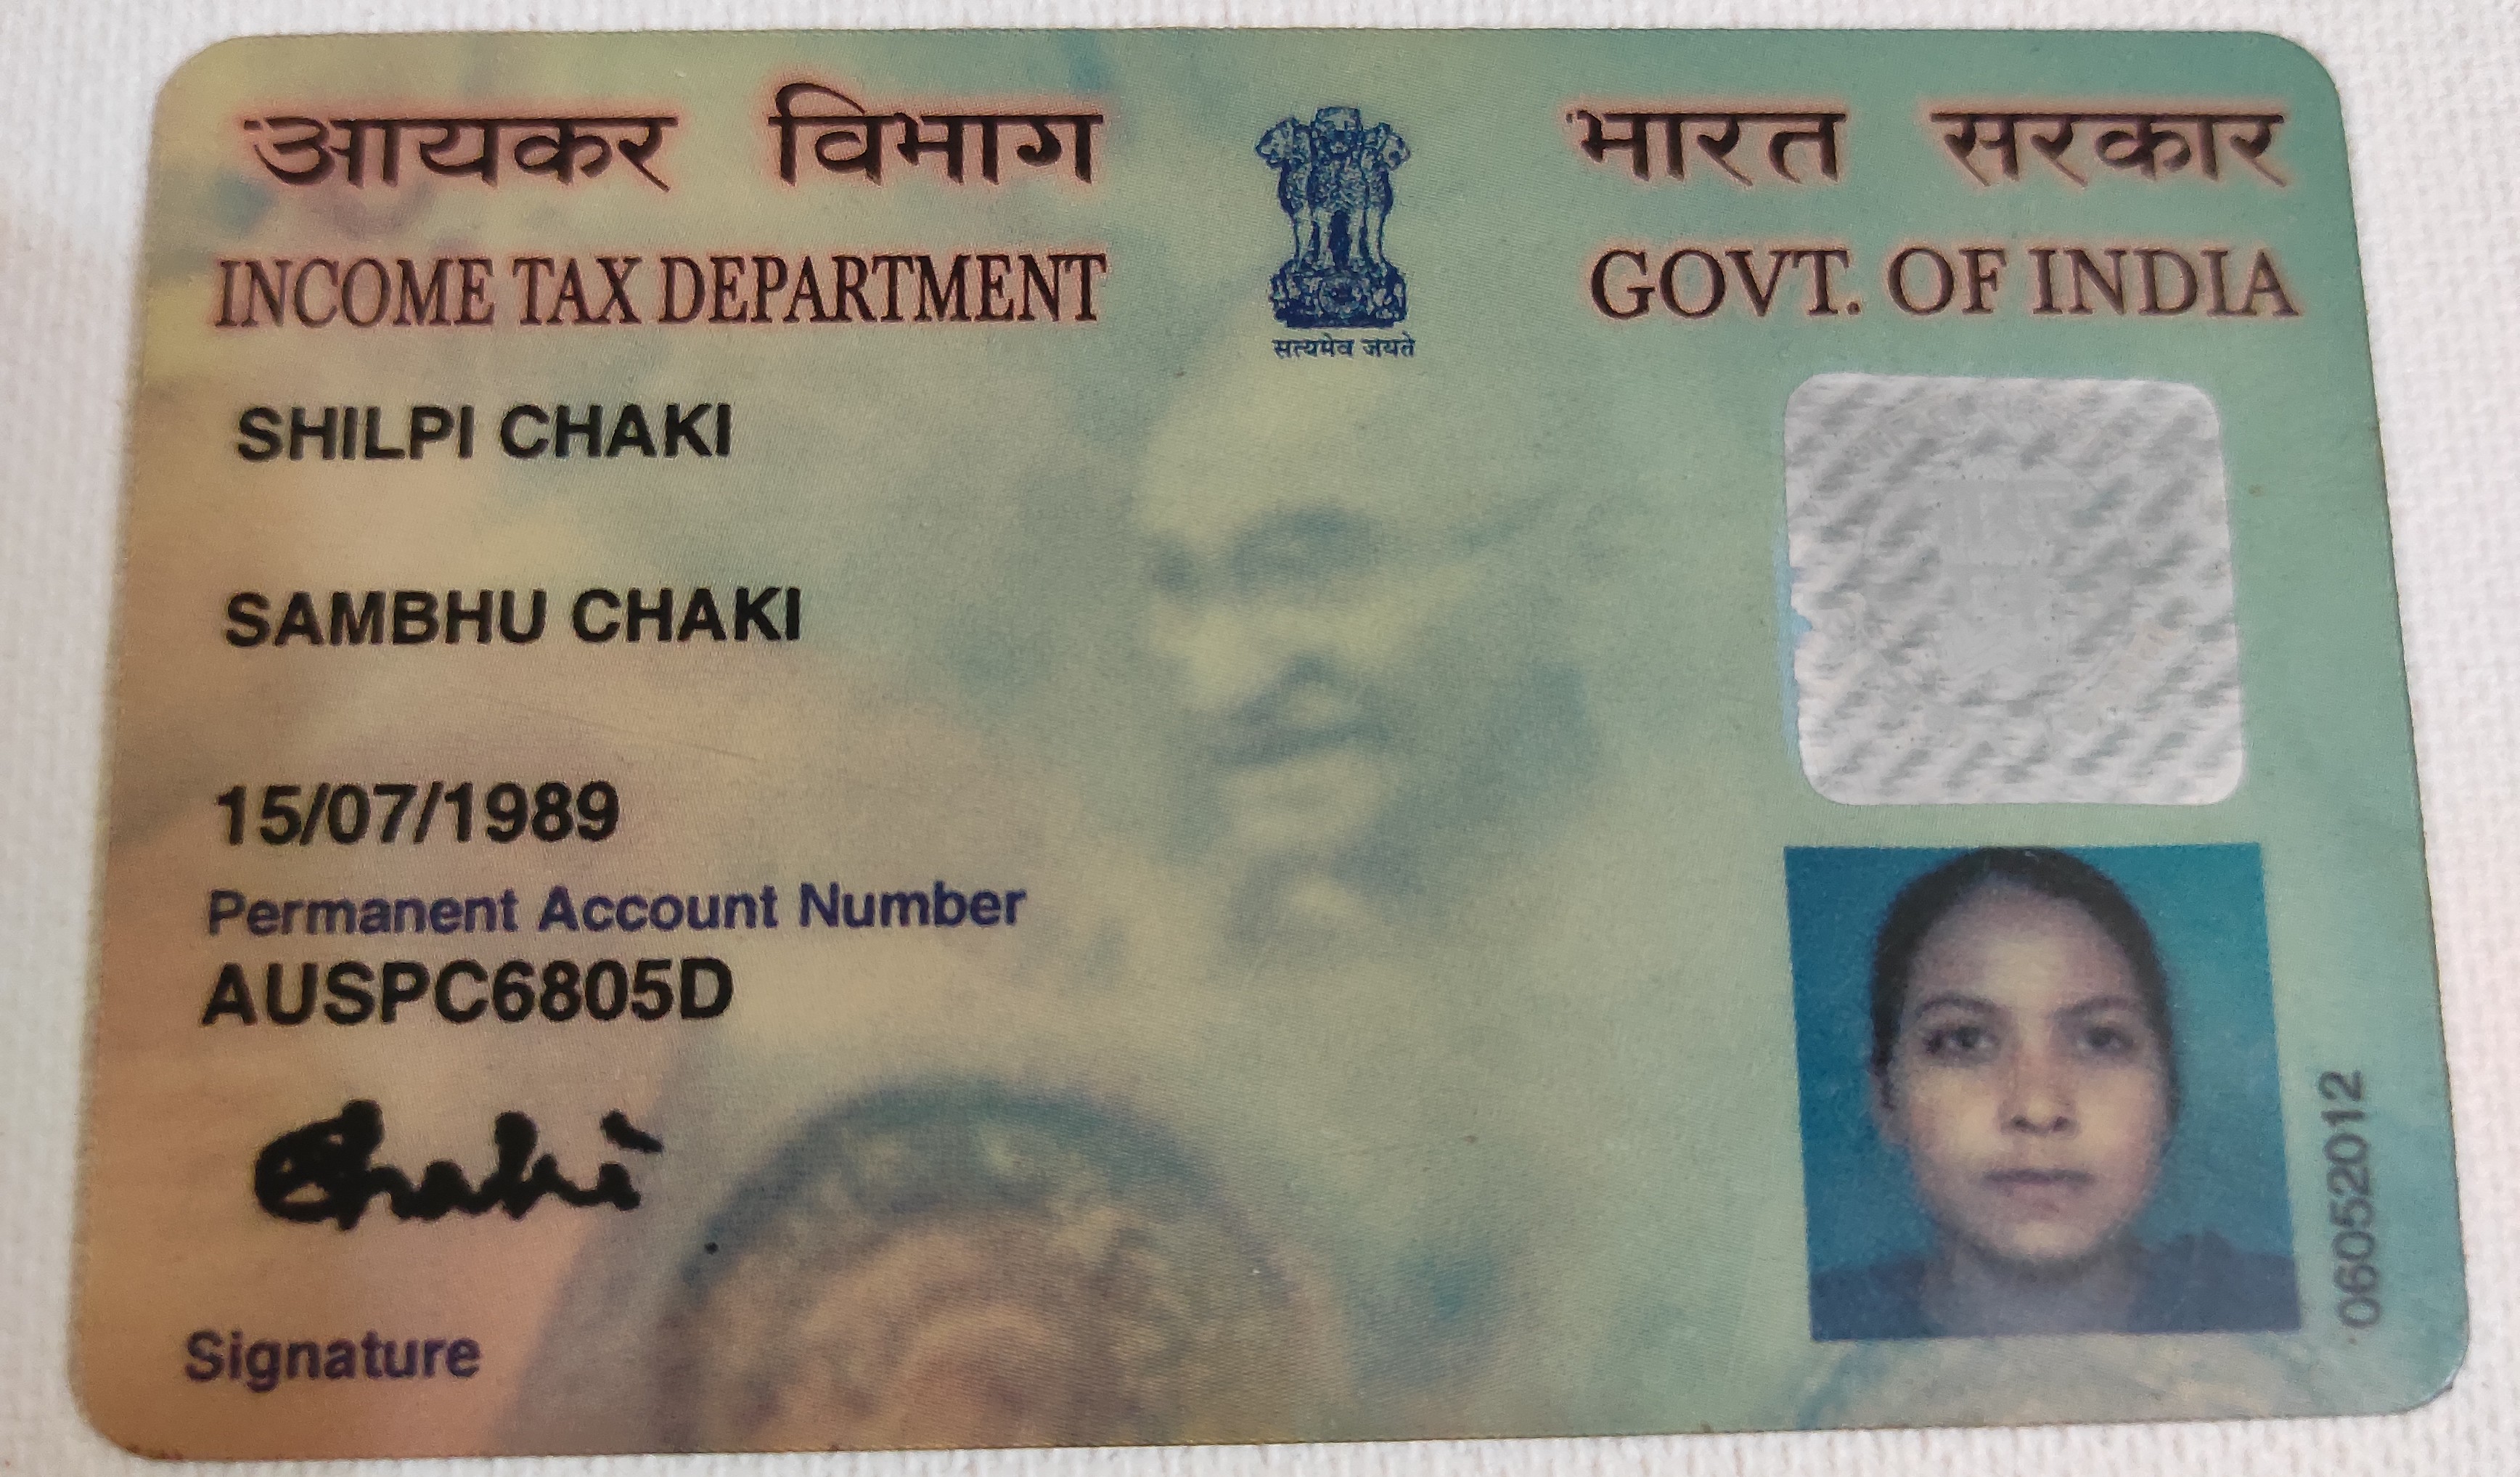 आयकर विभाग
INCOME TAX DEPARTMENT
सत्यमेव जयते
भारत सरकार
GOVT. OF INDIA
SHILPI CHAKI
SAMBHU CHAKI
15/07/1989
Permanent Account Number
AUSPC6805D
Chaki
Signature
06052012